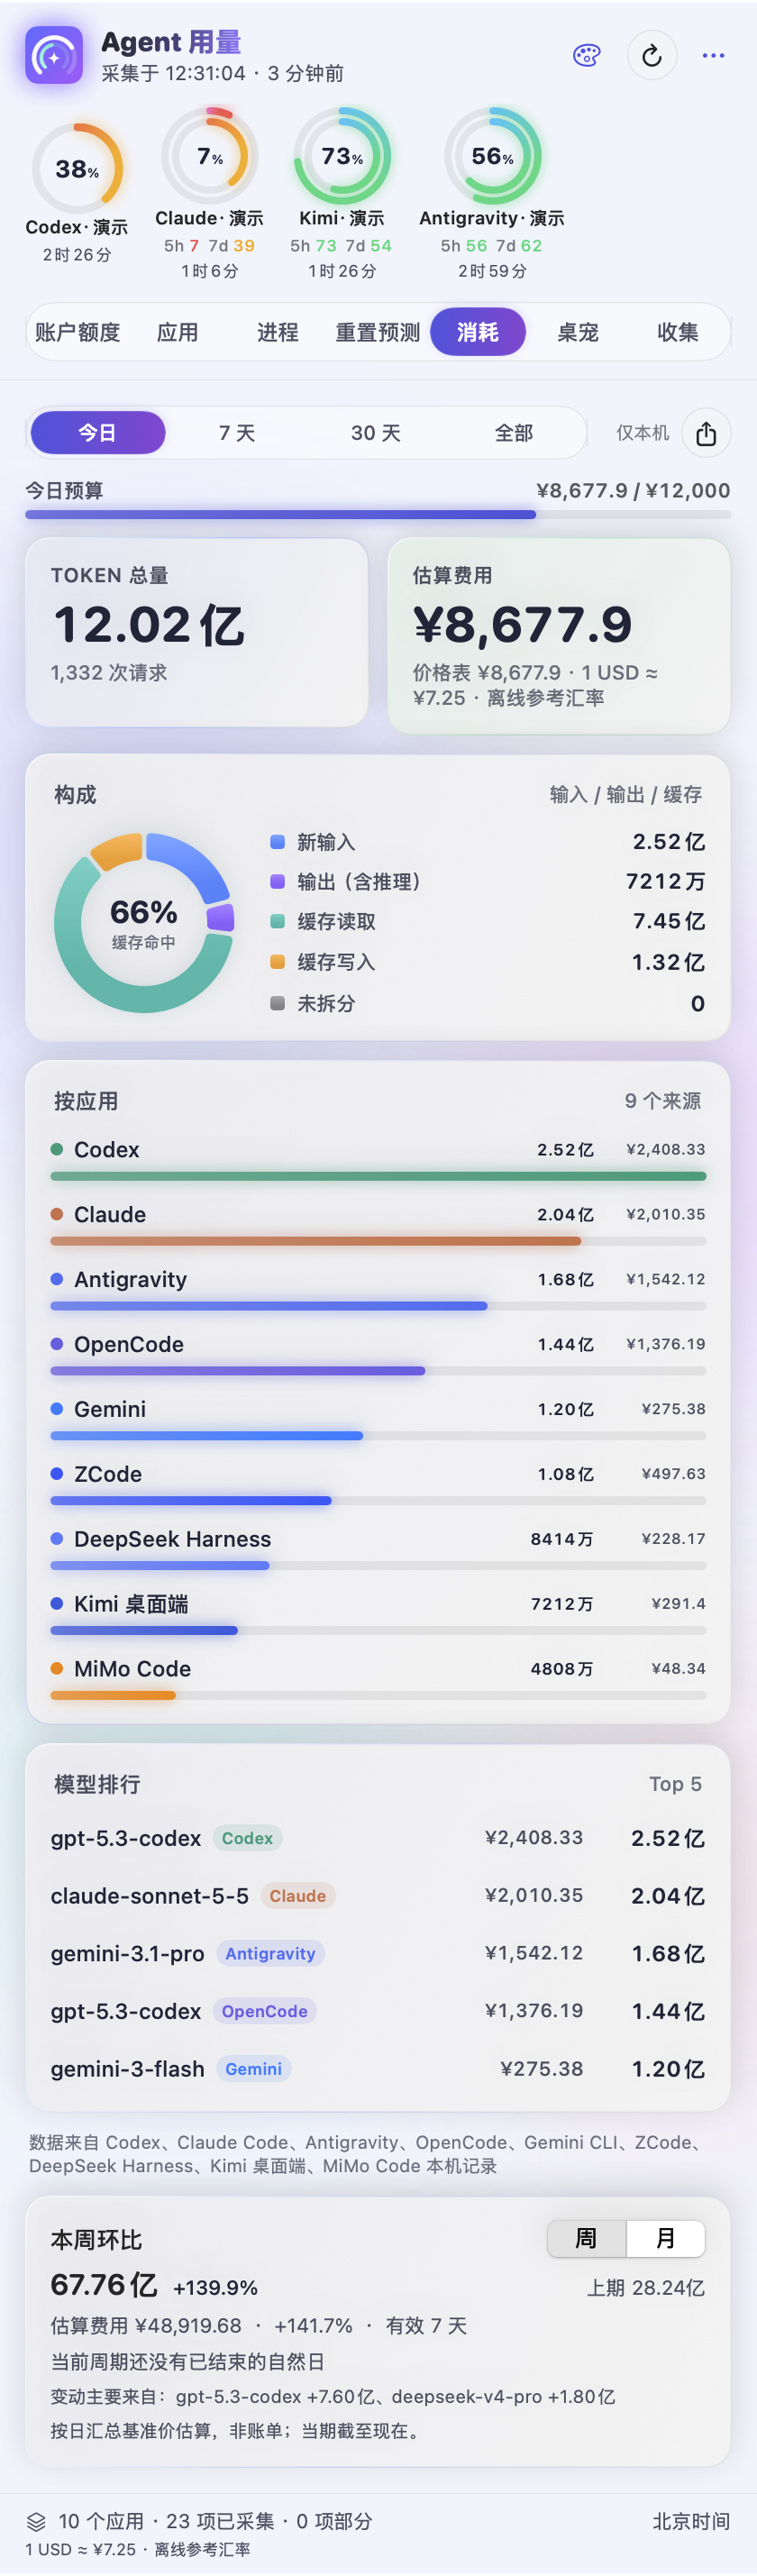 Agent 用量
采集于 12:31:04 · 3 分钟前
38%
7%
73%
56%
Codex · 演示
Claude · 演示
Kimi · 演示
Antigravity · 演示
2时26分
5h 7 7d 39
5h 73 7d 54
5h 56 7d 62
1时6分
1时26分
2时59分
账户额度 应用 进程 重置预测 消耗 桌宠 收集
今日 7 天 30 天 全部 仅本机
今日预算 ¥8,677.9 / ¥12,000
TOKEN 总量
12.02亿
1,332 次请求
估算费用
¥8,677.9
价格表 ¥8,677.9 · 1 USD ≈
¥7.25 · 离线参考汇率
构成 输入 / 输出 / 缓存
66%
缓存命中
新输入 2.52亿
输出（含推理） 7212万
缓存读取 7.45亿
缓存写入 1.32亿
未拆分 0
按应用 9 个来源
Codex 2.52亿 ¥2,408.33
Claude 2.04亿 ¥2,010.35
Antigravity 1.68亿 ¥1,542.12
OpenCode 1.44亿 ¥1,376.19
Gemini 1.20亿 ¥275.38
ZCode 1.08亿 ¥497.63
DeepSeek Harness 8414万 ¥228.17
Kimi 桌面端 7212万 ¥291.4
MiMo Code 4808万 ¥48.34
模型排行 Top 5
gpt-5.3-codex Codex ¥2,408.33 2.52亿
claude-sonnet-5-5 Claude ¥2,010.35 2.04亿
gemini-3.1-pro Antigravity ¥1,542.12 1.68亿
gpt-5.3-codex OpenCode ¥1,376.19 1.44亿
gemini-3-flash Gemini ¥275.38 1.20亿
数据来自 Codex、Claude Code、Antigravity、OpenCode、Gemini CLI、ZCode、
DeepSeek Harness、Kimi 桌面端、MiMo Code 本机记录
本周环比 周 月
67.76亿 +139.9% 上期 28.24亿
估算费用 ¥48,919.68 · +141.7% · 有效 7 天
当前周期还没有已结束的自然日
变动主要来自：gpt-5.3-codex +7.60亿、deepseek-v4-pro +1.80亿
按日汇总基准价估算，非账单；当期截至现在。
10 个应用 · 23 项已采集 · 0 项部分 北京时间
1 USD ≈ ¥7.25 · 离线参考汇率